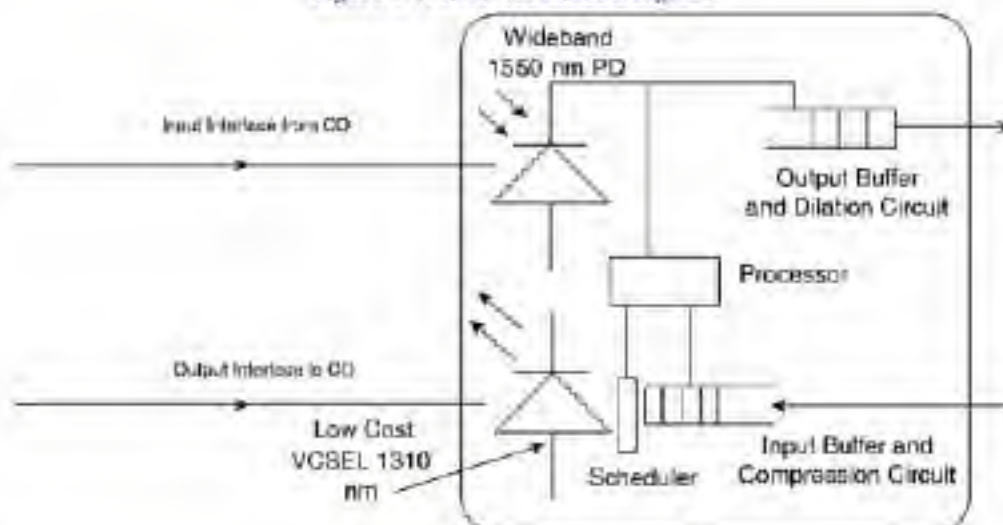 Wideband
1550 nm PD
Input Interface from CO
Output Buffer
and Dilation Circuit
Processor
Output Interface to CO
Low Cost
VCSEL 1310
nm
Scheduler
Input Buffer and
Compression Circuit